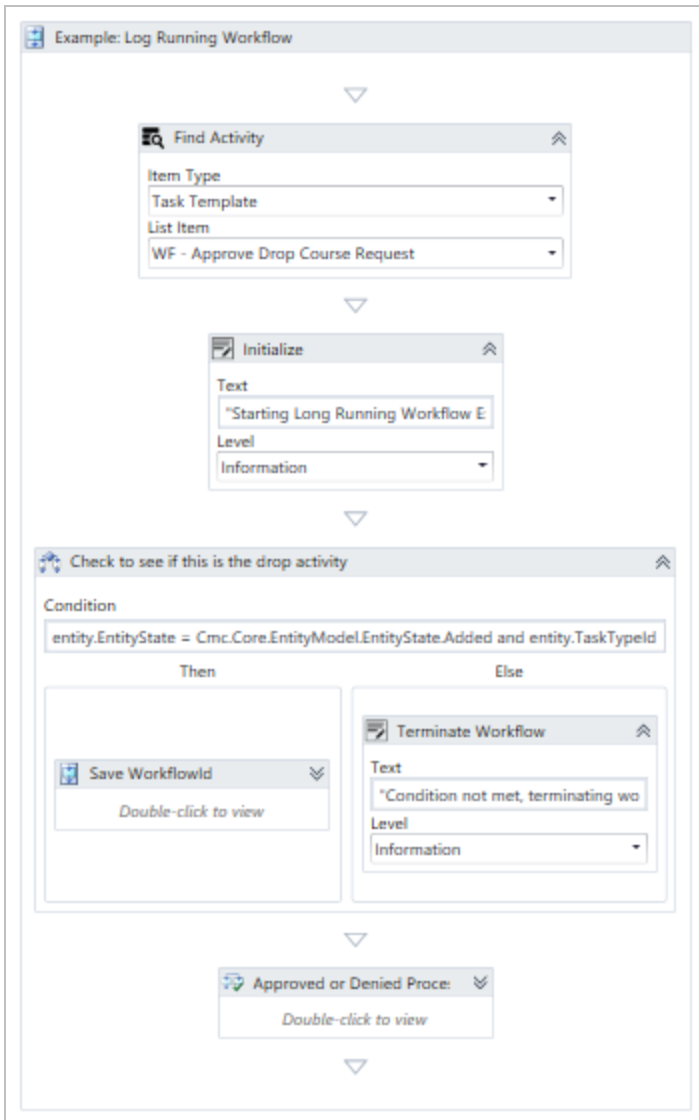 Example: Log Running Workflow
Find Activity
Item Type
Task Template
List Item
WF - Approve Drop Course Request
Initialize
Text
"Starting Long Running Workflow E
Level
Information
Check to see if this is the drop activity
Condition
entity.EntityState = Cmc.Core.EntityModel.EntityState.Added and entity.TaskTypeId
Then
Else
Save WorkflowId
Double-click to view
Terminate Workflow
Text
"Condition not met, terminating wo
Level
Information
Approved or Denied Proce
Double-click to view